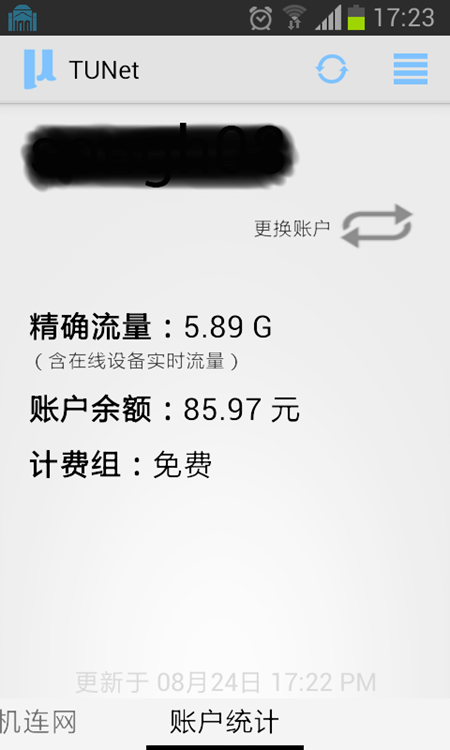 17:23
TUNet
更换账户
精确流量：5.89 G
（含在线设备实时流量）
账户余额：85.97 元
计费组：免费
更新于 08月24日 17:22 PM
机连网
账户统计